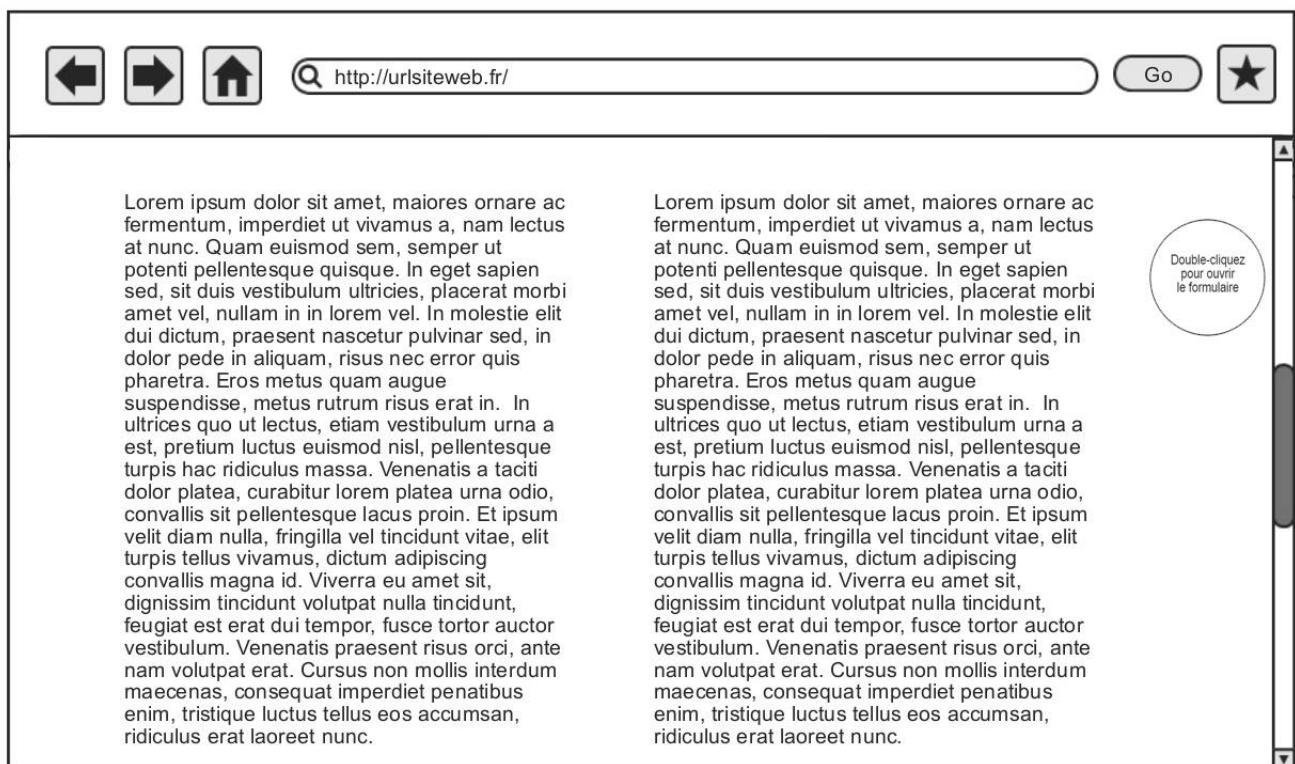 http://urlsiteweb.fr/
Go
Lorem ipsum dolor sit amet, maiores ornare ac
fermentum, imperdiet ut vivamus a, nam lectus
at nunc. Quam euismod sem, semper ut
potenti pellentesque quisque. In eget sapien
sed, sit duis vestibulum ultricies, placerat morbi
amet vel, nullam in in lorem vel. In molestie elit
dui dictum, praesent nascetur pulvinar sed, in
dolor pede in aliquam, risus nec error quis
pharetra. Eros metus quam augue
suspendisse, metus rutrum risus erat in.  In
ultrices quo ut lectus, etiam vestibulum urna a
est, pretium luctus euismod nisl, pellentesque
turpis hac ridiculus massa. Venenatis a taciti
dolor platea, curabitur lorem platea urna odio,
convallis sit pellentesque lacus proin. Et ipsum
velit diam nulla, fringilla vel tincidunt vitae, elit
turpis tellus vivamus, dictum adipiscing
convallis magna id. Viverra eu amet sit,
dignissim tincidunt volutpat nulla tincidunt,
feugiat est erat dui tempor, fusce tortor auctor
vestibulum. Venenatis praesent risus orci, ante
nam volutpat erat. Cursus non mollis interdum
maecenas, consequat imperdiet penatibus
enim, tristique luctus tellus eos accumsan,
ridiculus erat laoreet nunc.
Lorem ipsum dolor sit amet, maiores ornare ac
fermentum, imperdiet ut vivamus a, nam lectus
at nunc. Quam euismod sem, semper ut
potenti pellentesque quisque. In eget sapien
sed, sit duis vestibulum ultricies, placerat morbi
amet vel, nullam in in lorem vel. In molestie elit
dui dictum, praesent nascetur pulvinar sed, in
dolor pede in aliquam, risus nec error quis
pharetra. Eros metus quam augue
suspendisse, metus rutrum risus erat in.  In
ultrices quo ut lectus, etiam vestibulum urna a
est, pretium luctus euismod nisl, pellentesque
turpis hac ridiculus massa. Venenatis a taciti
dolor platea, curabitur lorem platea urna odio,
convallis sit pellentesque lacus proin. Et ipsum
velit diam nulla, fringilla vel tincidunt vitae, elit
turpis tellus vivamus, dictum adipiscing
convallis magna id. Viverra eu amet sit,
dignissim tincidunt volutpat nulla tincidunt,
feugiat est erat dui tempor, fusce tortor auctor
vestibulum. Venenatis praesent risus orci, ante
nam volutpat erat. Cursus non mollis interdum
maecenas, consequat imperdiet penatibus
enim, tristique luctus tellus eos accumsan,
ridiculus erat laoreet nunc.
Double-cliquez
pour ouvrir
le formulaire